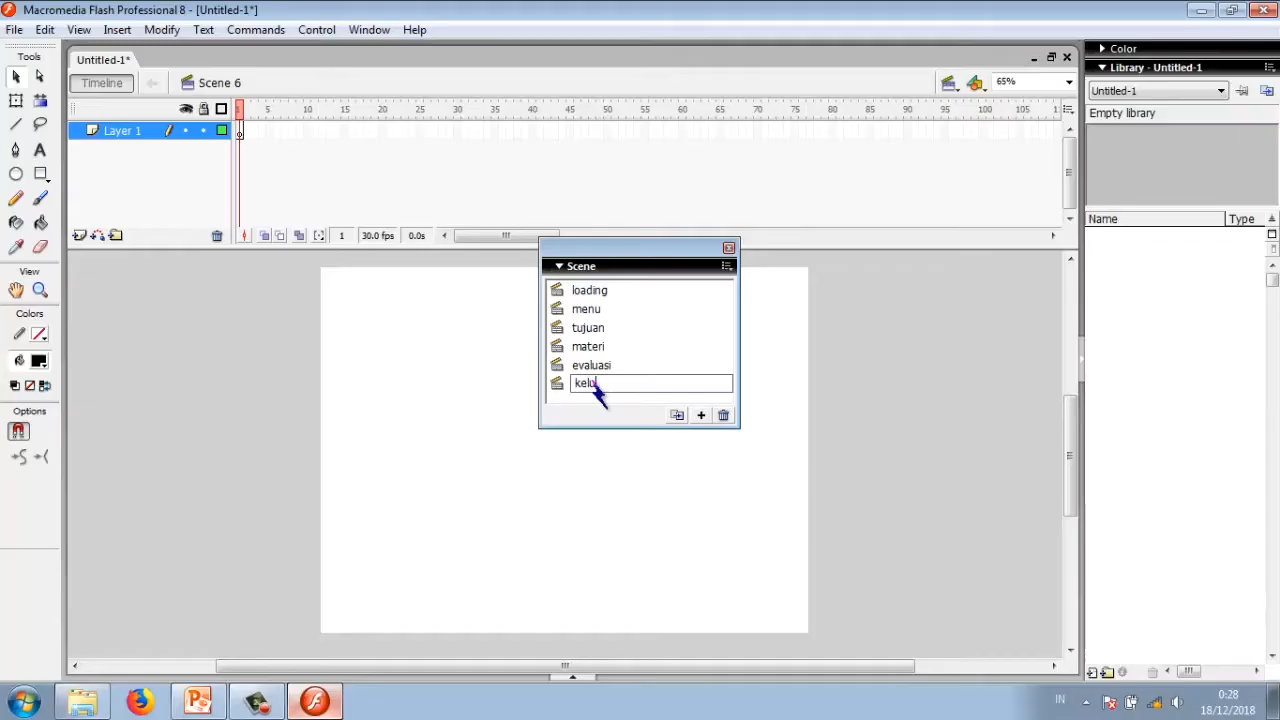 Macromedia Flash Professional 8 - [Untitled-1*]
File Edit View Insert Modify Text Commands Control Window Help
Tools
View
Colors
Options
Untitled-1*
Timeline
Scene 6
65%
5 10 15 20 25 30 35 40 45 50 55 60 65 70 75 80 85 90 95 100 105
Layer 1
1 30.0 fps 0.0s
Scene
loading
menu
tujuan
materi
evaluasi
kelu
Color
Library - Untitled-1
Untitled-1
Empty library
Name Type
IN
0:28
18/12/2018